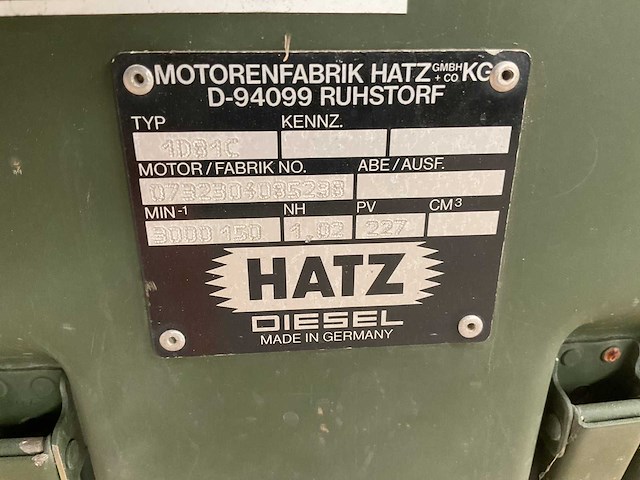 MOTORENFABRIK HATZ GMBH + CO KG
D-94099 RUHSTORF
TYP KENNZ.
1D81C
MOTOR/FABRIK NO. ABE/AUSF.
MIN-1 NH PV CM3
3000 150 1,02 227
HATZ
DIESEL
MADE IN GERMANY